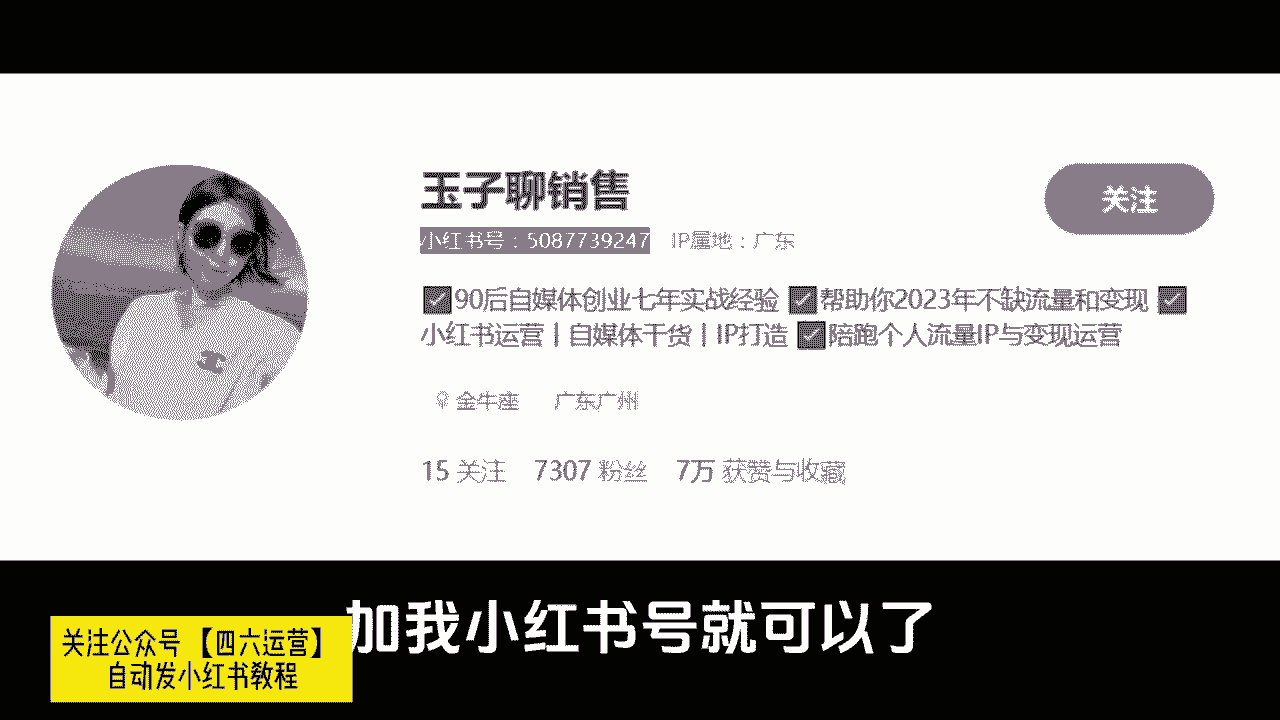 玉子聊销售
关注
小红书号：5087739247 IP属地：广东
✅90后自媒体创业七年实战经验 ✅帮助你2023年不缺流量和变现 ✅
小红书运营丨自媒体干货丨IP打造 ✅陪跑个人流量IP与变现运营
金牛座 广东广州
15 关注 7307 粉丝 7万 获赞与收藏
加我小红书号就可以了
关注公众号【四六运营】
自动发小红书教程